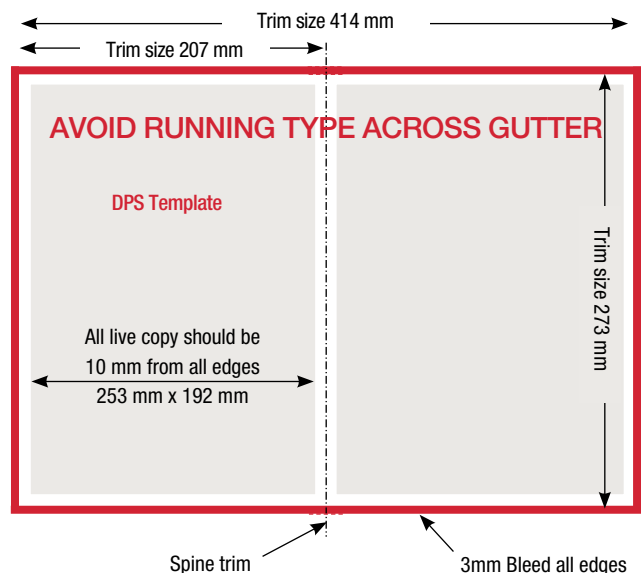 Trim size 414 mm
Trim size 207 mm
AVOID RUNNING TYPE ACROSS GUTTER
DPS Template
Trim size 273 mm
All live copy should be
10 mm from all edges
253 mm x 192 mm
Spine trim
3mm Bleed all edges